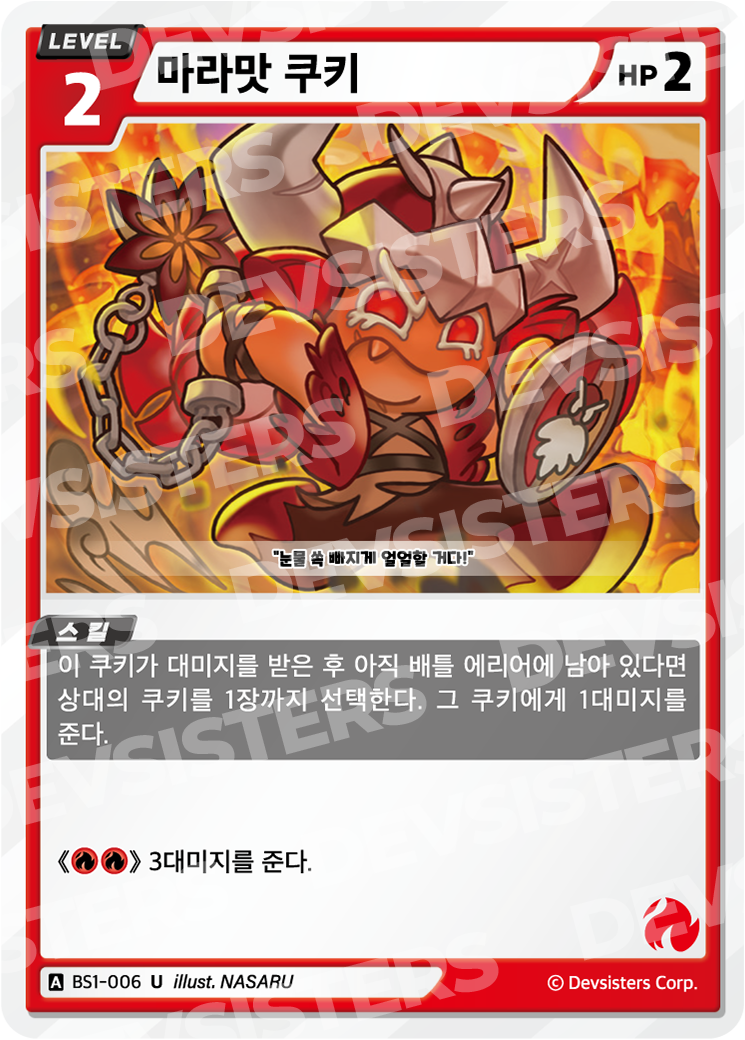 LEVEL
2
마라맛 쿠키
HP 2
"눈물 쏙 빠지게 얼얼할 거다!"
스킬
이 쿠키가 대미지를 받은 후 아직 배틀 에리어에 남아 있다면
상대의 쿠키를 1장까지 선택한다. 그 쿠키에게 1대미지를
준다.
《》 3대미지를 준다.
A BS1-006 U illust. NASARU
© Devsisters Corp.
DEVSISTERS